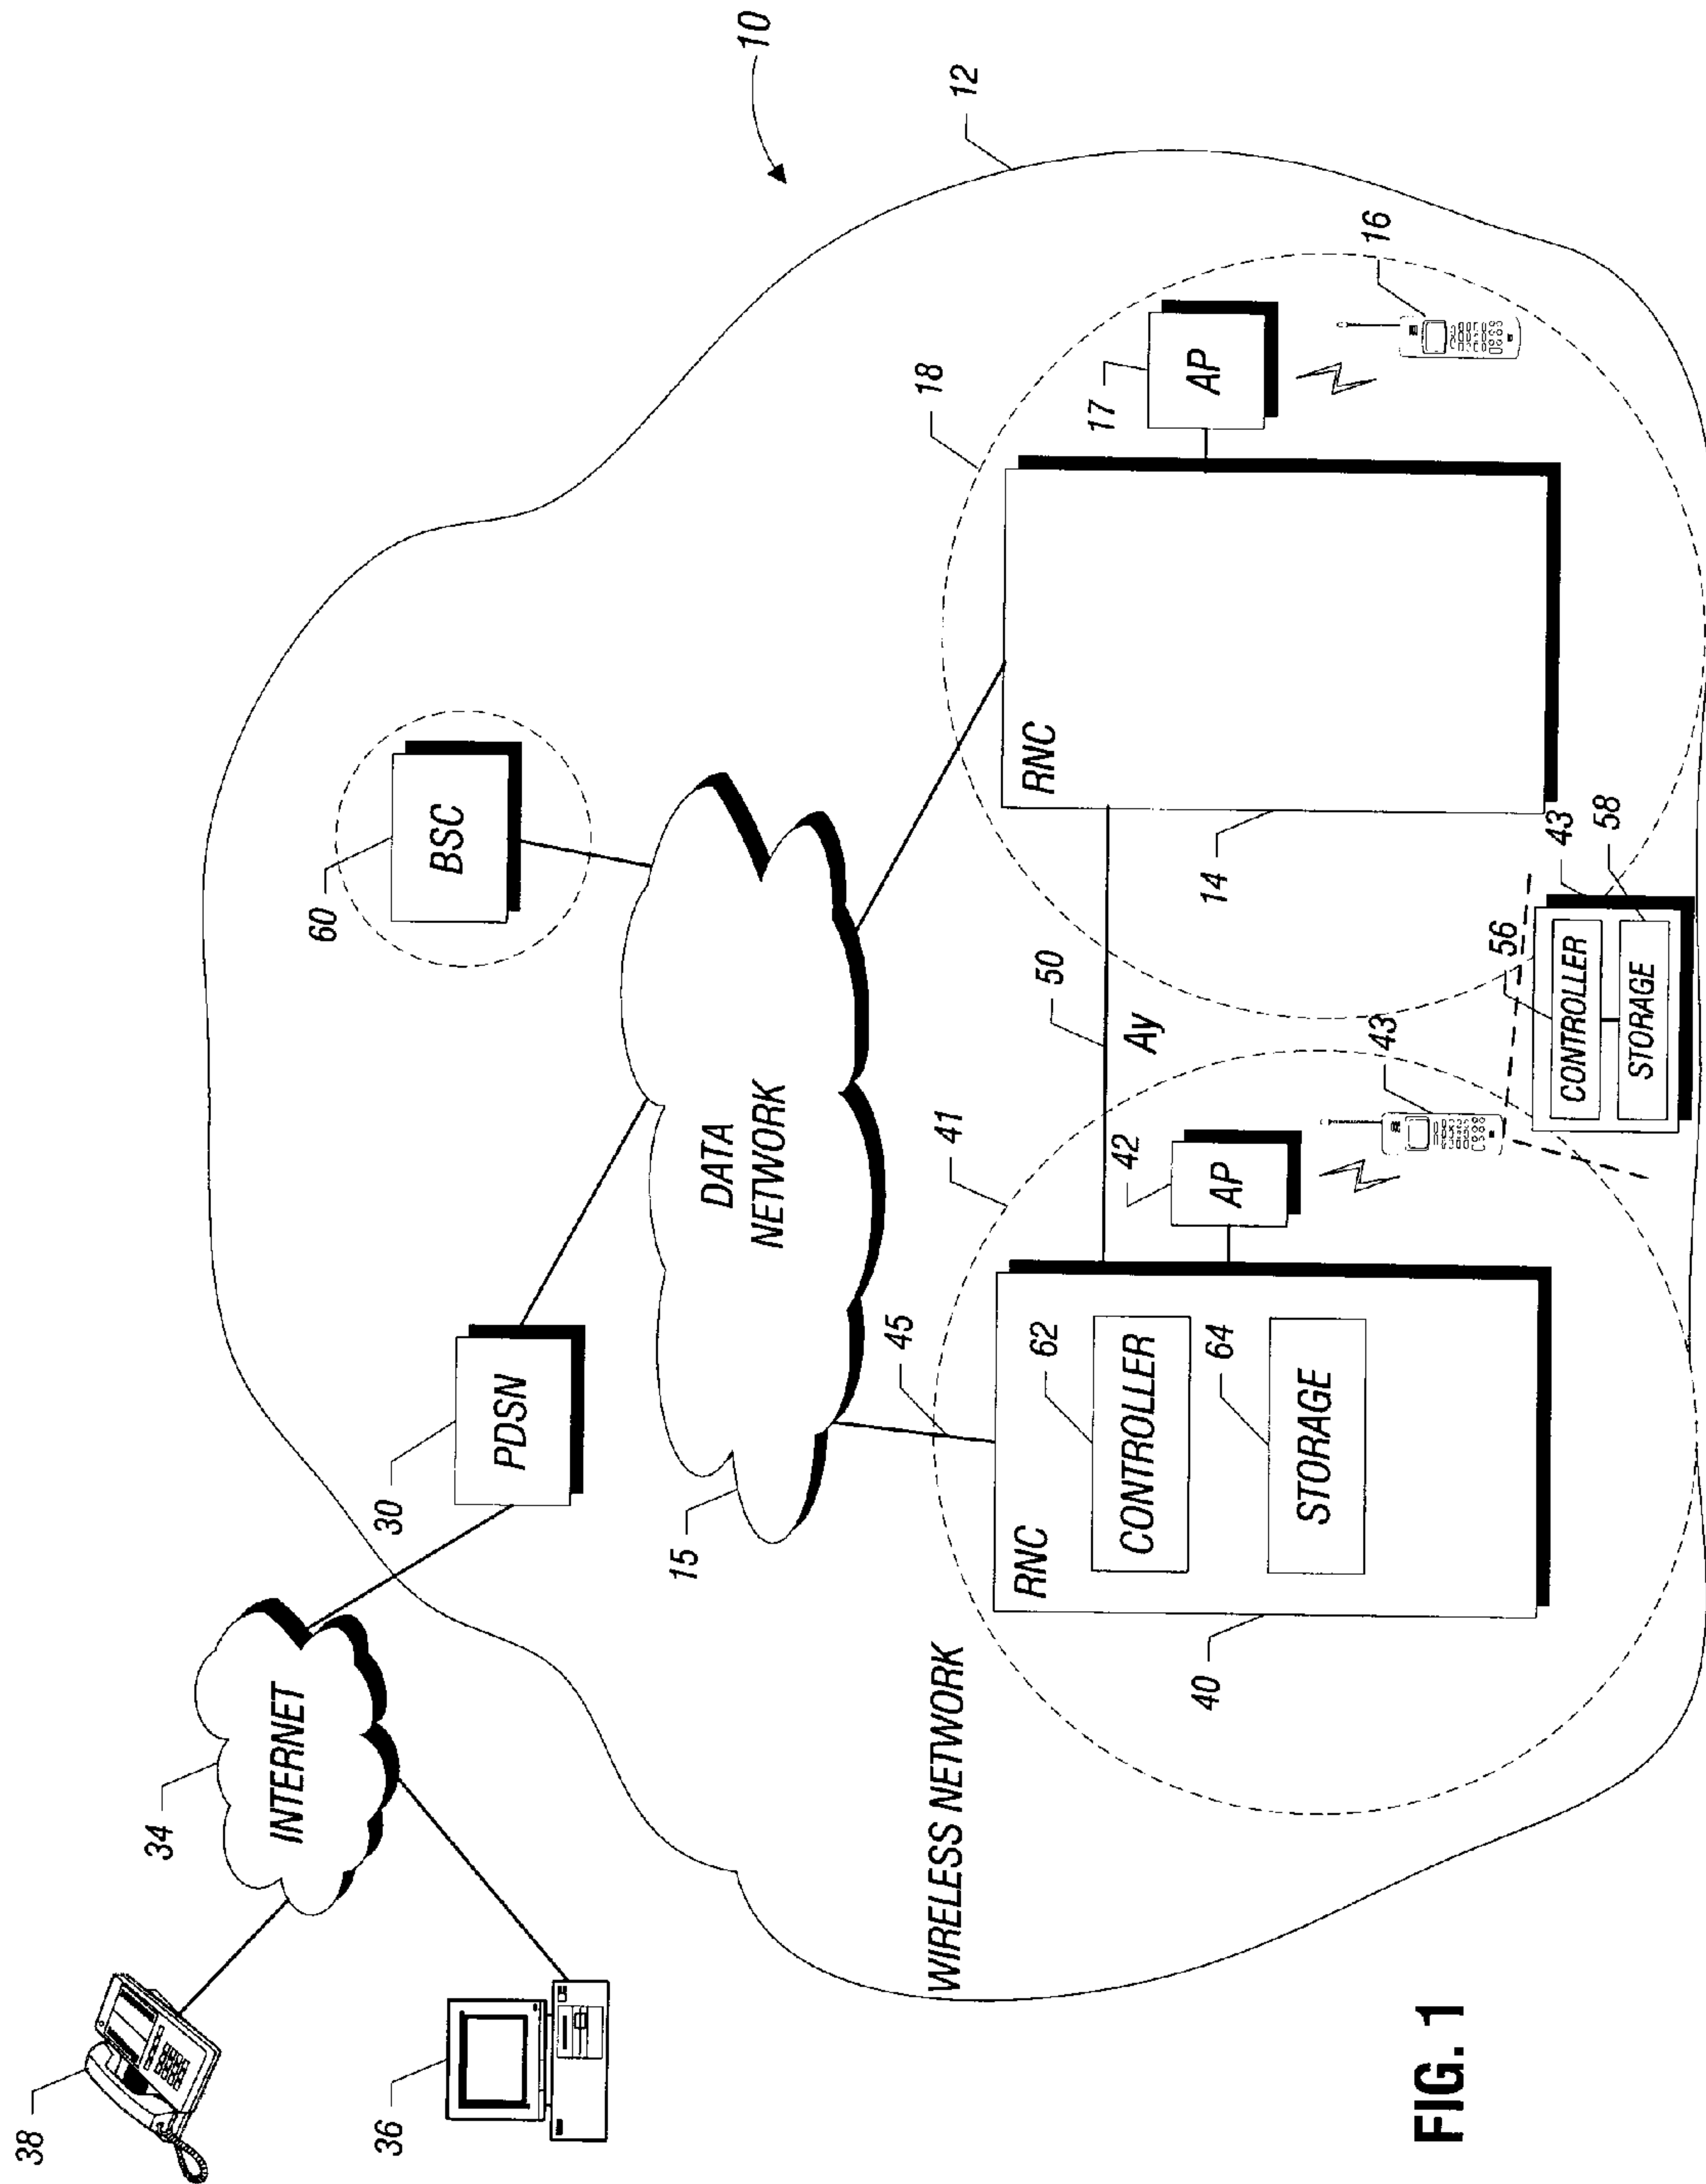 38
36
34
INTERNET
30
PDSN
60
BSC
10
12
15
DATA
NETWORK
WIRELESS NETWORK
45
41
50
18
RNC
62
CONTROLLER
64
STORAGE
40
42
AP
Ay
43
RNC
14
17
AP
16
56
43
58
CONTROLLER
STORAGE
FIG. 1